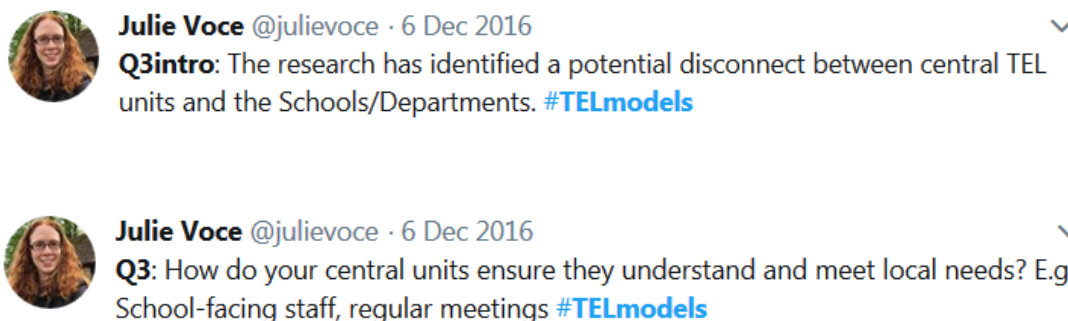 Julie Voce @julievoce · 6 Dec 2016
Q3intro: The research has identified a potential disconnect between central TEL
units and the Schools/Departments. #TELmodels
Julie Voce @julievoce · 6 Dec 2016
Q3: How do your central units ensure they understand and meet local needs? E.g
School-facing staff, regular meetings #TELmodels